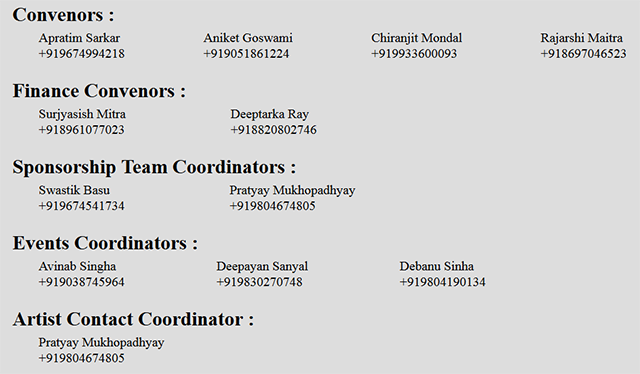 Convenors :
Apratim Sarkar Aniket Goswami Chiranjit Mondal Rajarshi Maitra
+919674994218 +919051861224 +919933600093 +918697046523
Finance Convenors :
Surjyasish Mitra Deeptarka Ray
+918961077023 +918820802746
Sponsorship Team Coordinators :
Swastik Basu Pratyay Mukhopadhyay
+919674541734 +919804674805
Events Coordinators :
Avinab Singha Deepayan Sanyal Debanu Sinha
+919038745964 +919830270748 +919804190134
Artist Contact Coordinator :
Pratyay Mukhopadhyay
+919804674805